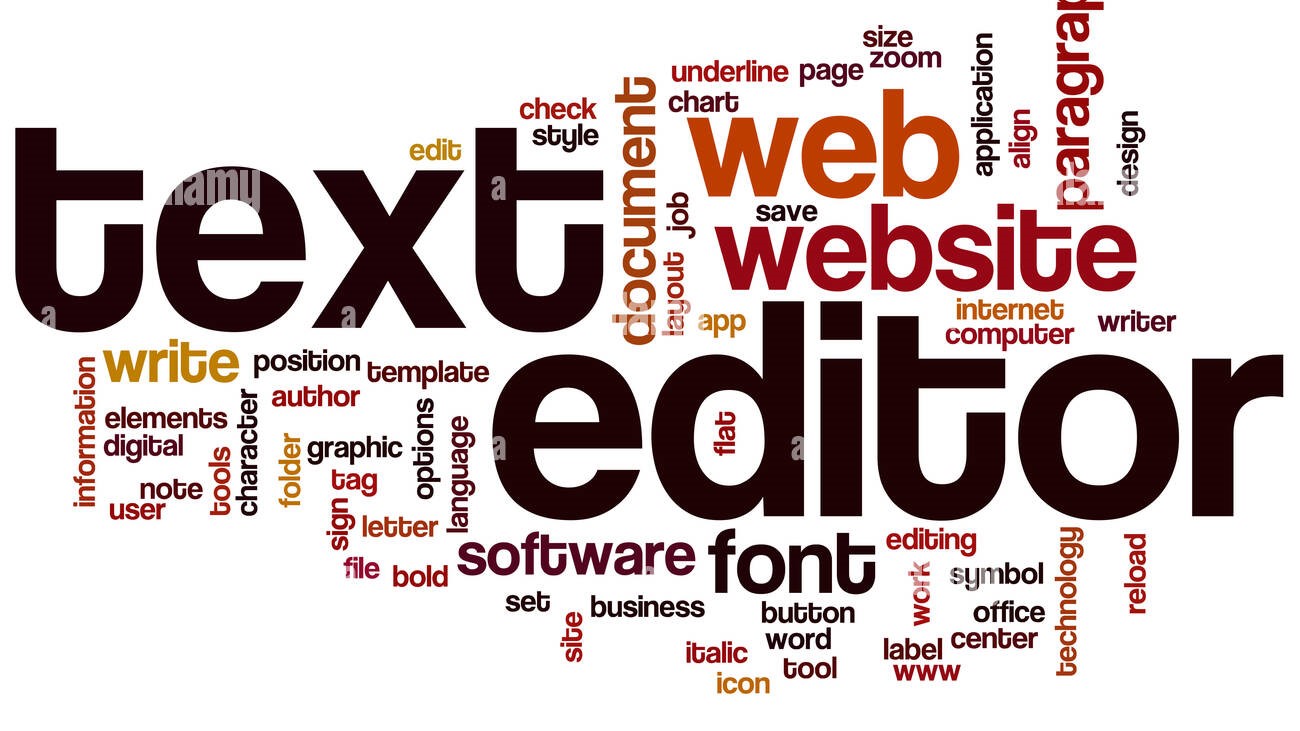 size
zoom
underline
page
application
paragrap
check
chart
document
web
align
design
style
edit
text
job
save
website
layout
app
internet
computer
writer
editor
write
position
template
information
author
elements
character
options
language
digital
folder
graphic
flat
tools
note
user
tag
sign
letter
file
bold
software
font
editing
technology
reload
work
symbol
set
business
button
office
site
word
center
italic
tool
label
www
icon
a
alamy
a
a
a
a
a
alamy